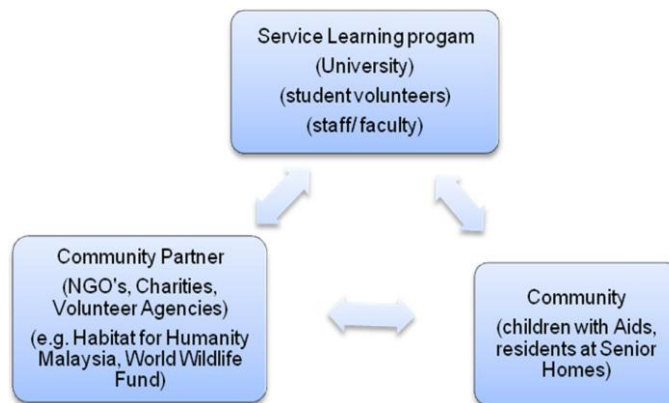 Service Learning progam
(University)
(student volunteers)
(staff/ faculty)
Community Partner
(NGO's, Charities,
Volunteer Agencies)
(e.g. Habitat for Humanity
Malaysia, World Wildlife
Fund)
Community
(children with Aids,
residents at Senior
Homes)